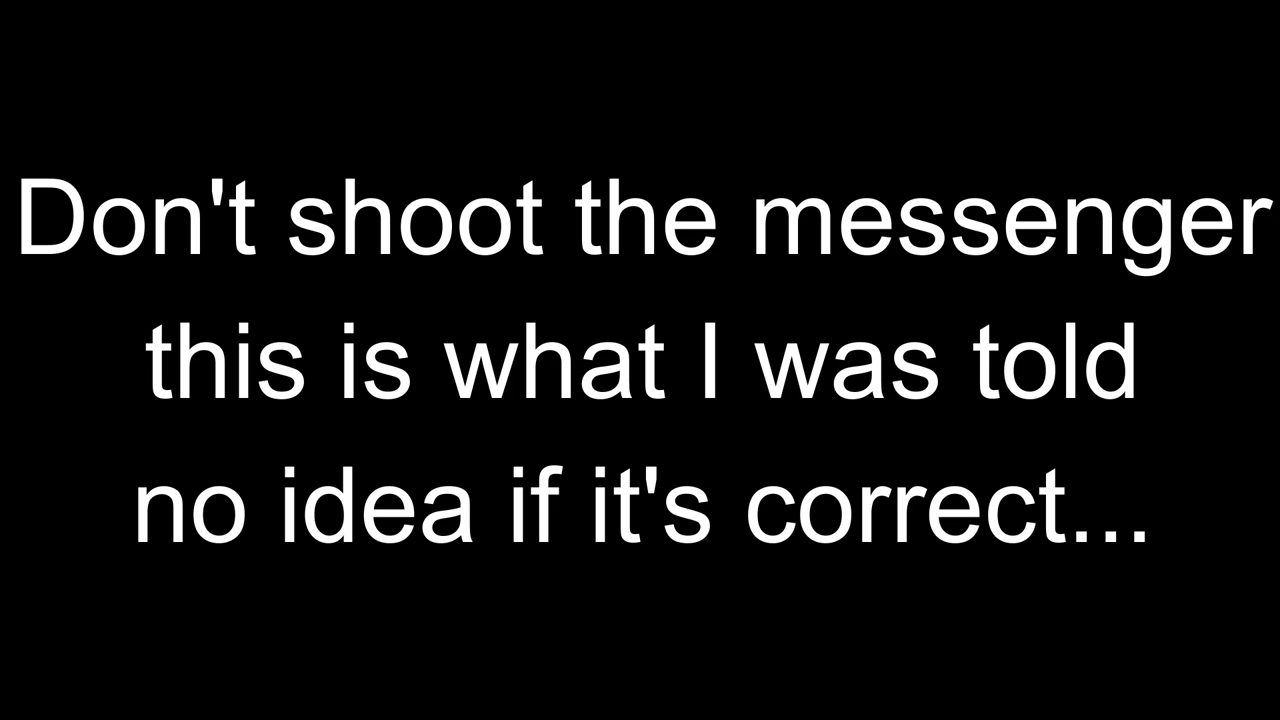 Don't shoot the messenger
this is what I was told
no idea if it's correct...